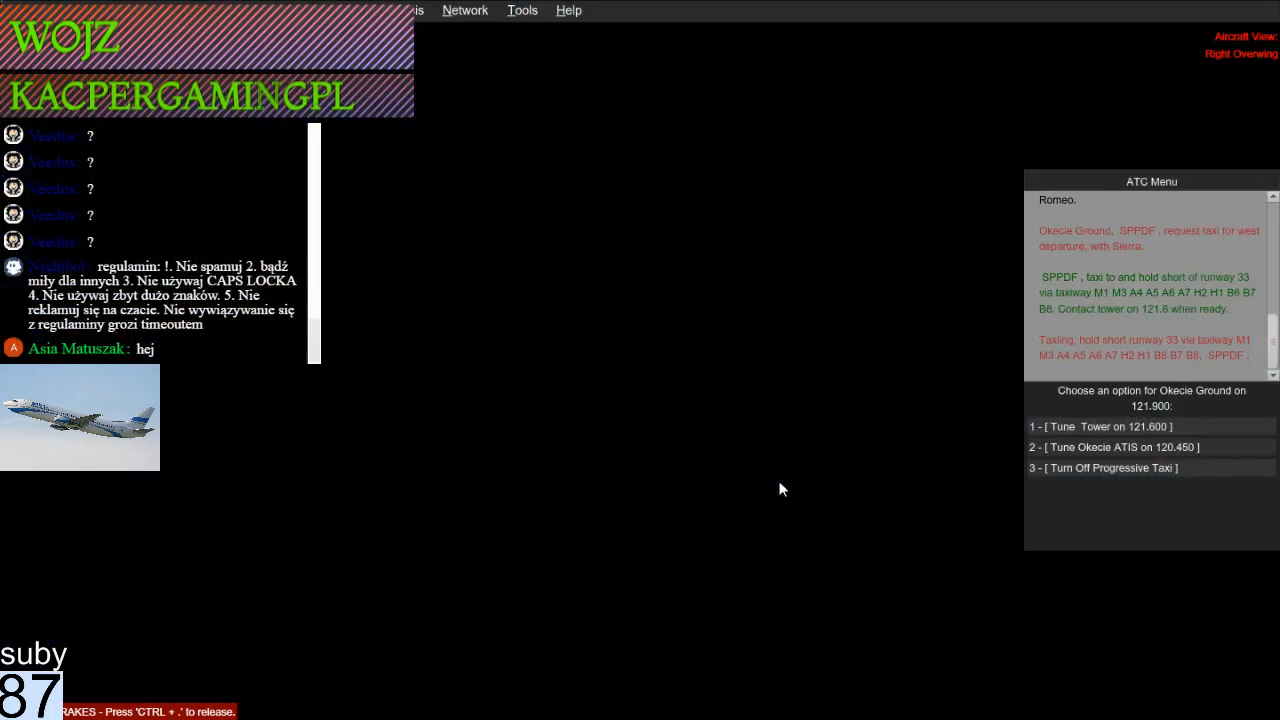 is Network Tools Help
WOJZ
KACPERGAMINGPL
Aircraft View:
Right Overwing
Veedus: ?
Veedus: ?
Veedus: ?
Veedus: ?
Veedus: ?
Nightbot: regulamin: !. Nie spamuj 2. bądź
miły dla innych 3. Nie używaj CAPS LOCKA
4. Nie używaj zbyt dużo znaków. 5. Nie
reklamuj się na czacie. Nie wywiązywanie się
z regulaminy grozi timeoutem
A Asia Matuszak: hej
ATC Menu
Romeo.
Okecie Ground, SPPDF , request taxi for west
departure, with Sierra.
SPPDF , taxi to and hold short of runway 33
via taxiway M1 M3 A4 A5 A6 A7 H2 H1 B6 B7
B8. Contact tower on 121.6 when ready.
Taxiing, hold short runway 33 via taxiway M1
M3 A4 A5 A6 A7 H2 H1 B6 B7 B8, SPPDF .
Choose an option for Okecie Ground on
121.900:
1 - [ Tune Tower on 121.600 ]
2 - [ Tune Okecie ATIS on 120.450 ]
3 - [ Turn Off Progressive Taxi ]
suby
87
RAKES - Press 'CTRL + .' to release.